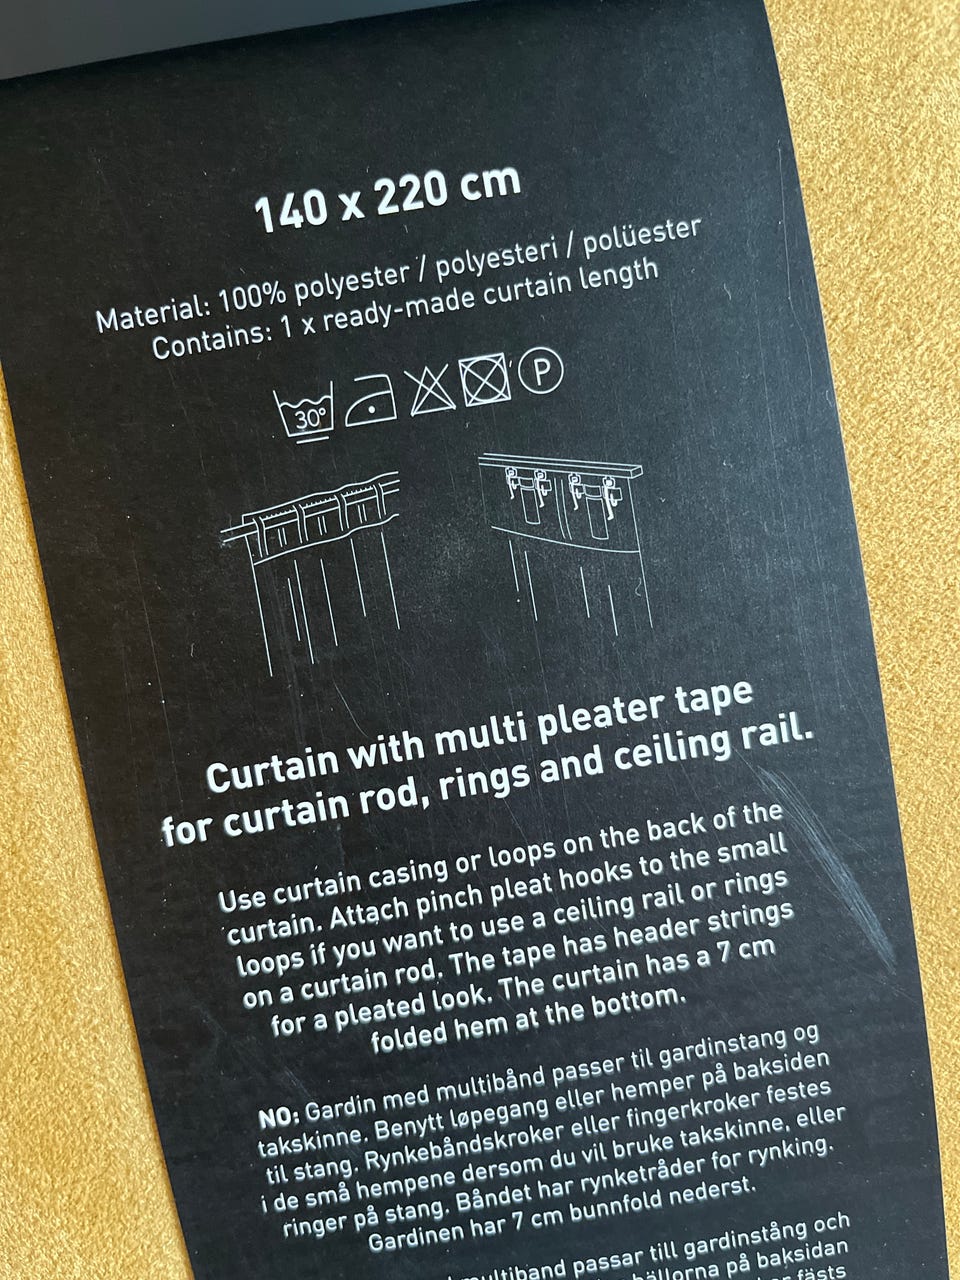 140 x 220 cm
Material: 100% polyester / polyesteri / polüester
Contains: 1 x ready-made curtain length
30°
P
Curtain with multi pleater tape
for curtain rod, rings and ceiling rail.
Use curtain casing or loops on the back of the
curtain. Attach pinch pleat hooks to the small
loops if you want to use a ceiling rail or rings
on a curtain rod. The tape has header strings
for a pleated look. The curtain has a 7 cm
folded hem at the bottom.
NO: Gardin med multibånd passer til gardinstang og
takskinne. Benytt løpegang eller hemper på baksiden
til stang. Rynkebåndskroker eller fingerkroker festes
i de små hempene dersom du vil bruke takskinne, eller
ringer på stang. Båndet har rynketråder for rynking.
Gardinen har 7 cm bunnfold nederst.
multiband passar till gardinstång och
hällorna på baksidan
fästs